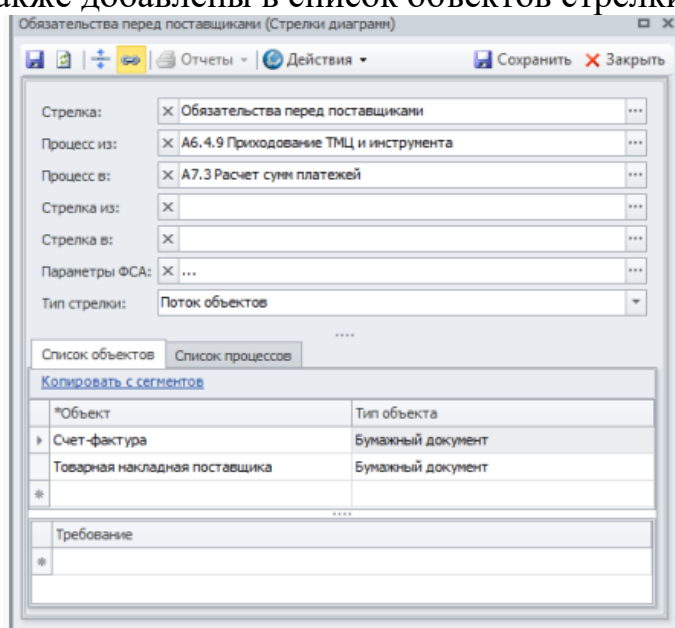 также добавлены в список объектов стрелки
Обязательства перед поставщиками (Стрелки диаграмм)
Отчеты Действия Сохранить Закрыть
Стрелка: Обязательства перед поставщиками
Процесс из: A6.4.9 Приходование ТМЦ и инструмента
Процесс в: A7.3 Расчет сумм платежей
Стрелка из:
Стрелка в:
Параметры ФСА: ...
Тип стрелки: Поток объектов
Список объектов Список процессов
Копировать с сегментов
*Объект Тип объекта
Счет-фактура Бумажный документ
Товарная накладная поставщика Бумажный документ
Требование